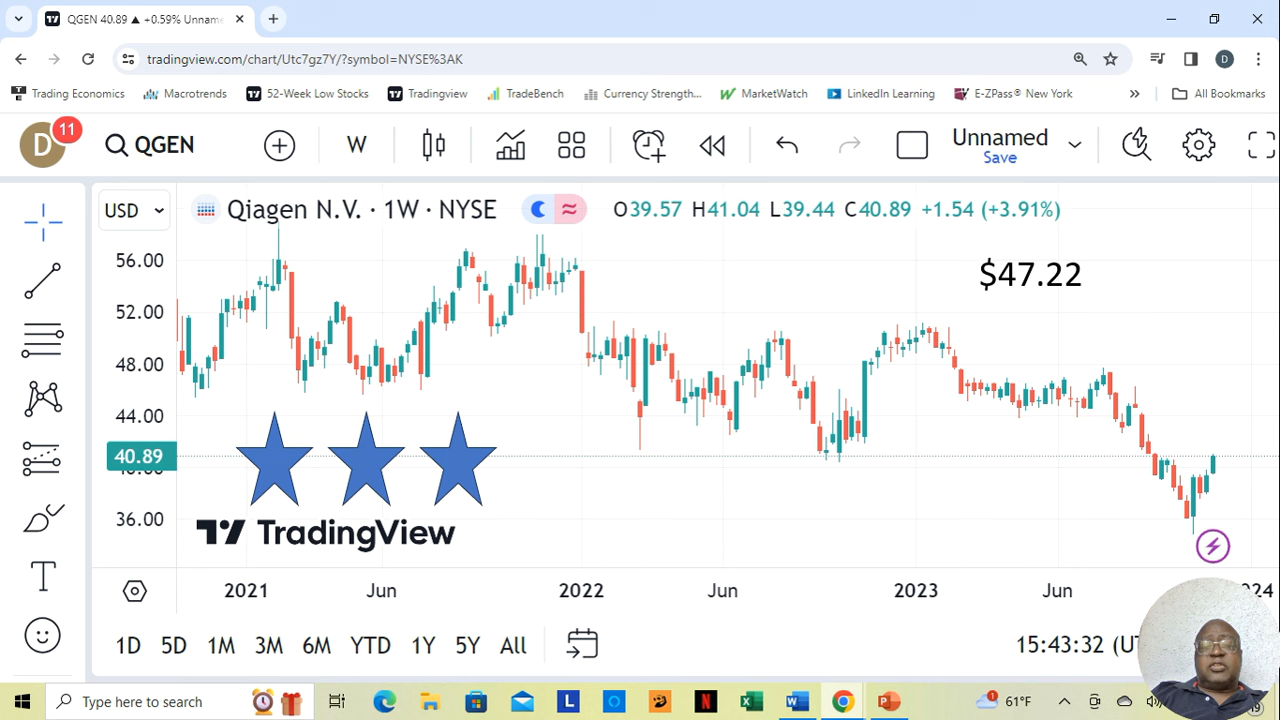 QGEN 40.89 ▲ +0.59% Unname
tradingview.com/chart/Utc7gz7Y/?symbol=NYSE%3AK
D
Trading Economics
Macrotrends
52-Week Low Stocks
Tradingview
TradeBench
Currency Strength...
MarketWatch
LinkedIn Learning
E-ZPass® New York
»
All Bookmarks
D
11
QGEN
W
Unnamed
Save
USD
Qiagen N.V. · 1W · NYSE
O39.57 H41.04 L39.44 C40.89 +1.54 (+3.91%)
56.00
$47.22
52.00
48.00
44.00
40.89
36.00
TradingView
2021 Jun 2022 Jun 2023 Jun
1D 5D 1M 3M 6M YTD 1Y 5Y All
15:43:32
Type here to search
61°F